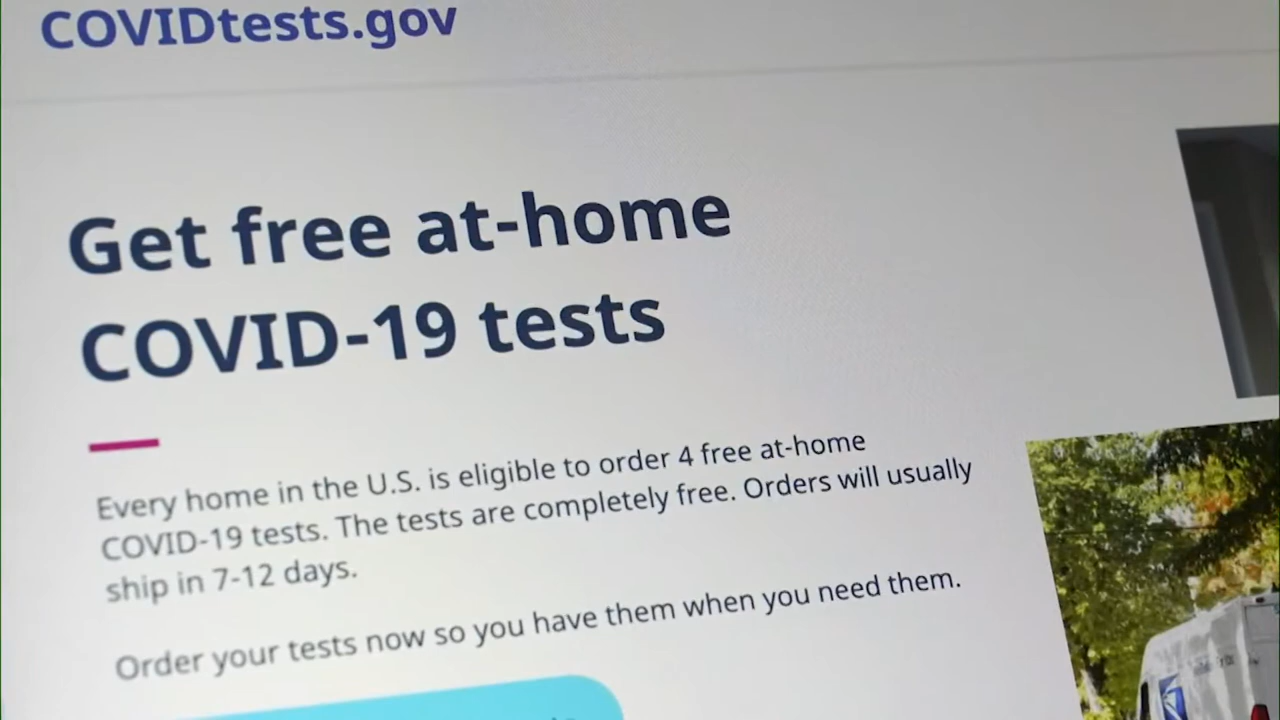 COVIDtests.gov
Get free at-home
COVID-19 tests
Every home in the U.S. is eligible to order 4 free at-home
COVID-19 tests. The tests are completely free. Orders will usually
ship in 7-12 days.
Order your tests now so you have them when you need them.